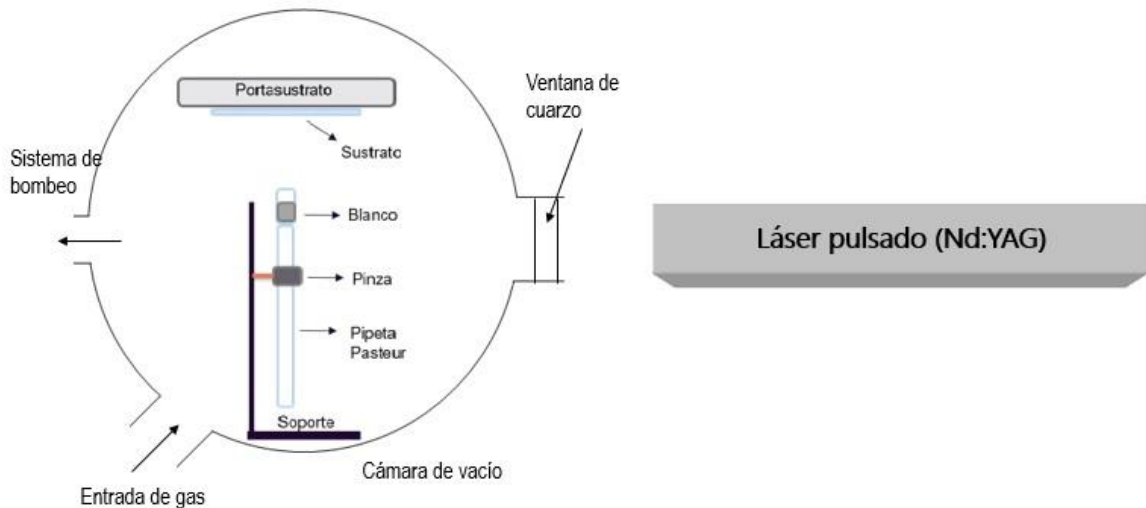 Portasustrato
Ventana de
cuarzo
Sustrato
Sistema de
bombeo
Blanco
Láser pulsado (Nd:YAG)
Pinza
Pipeta
Pasteur
Soporte
Cámara de vacío
Entrada de gas